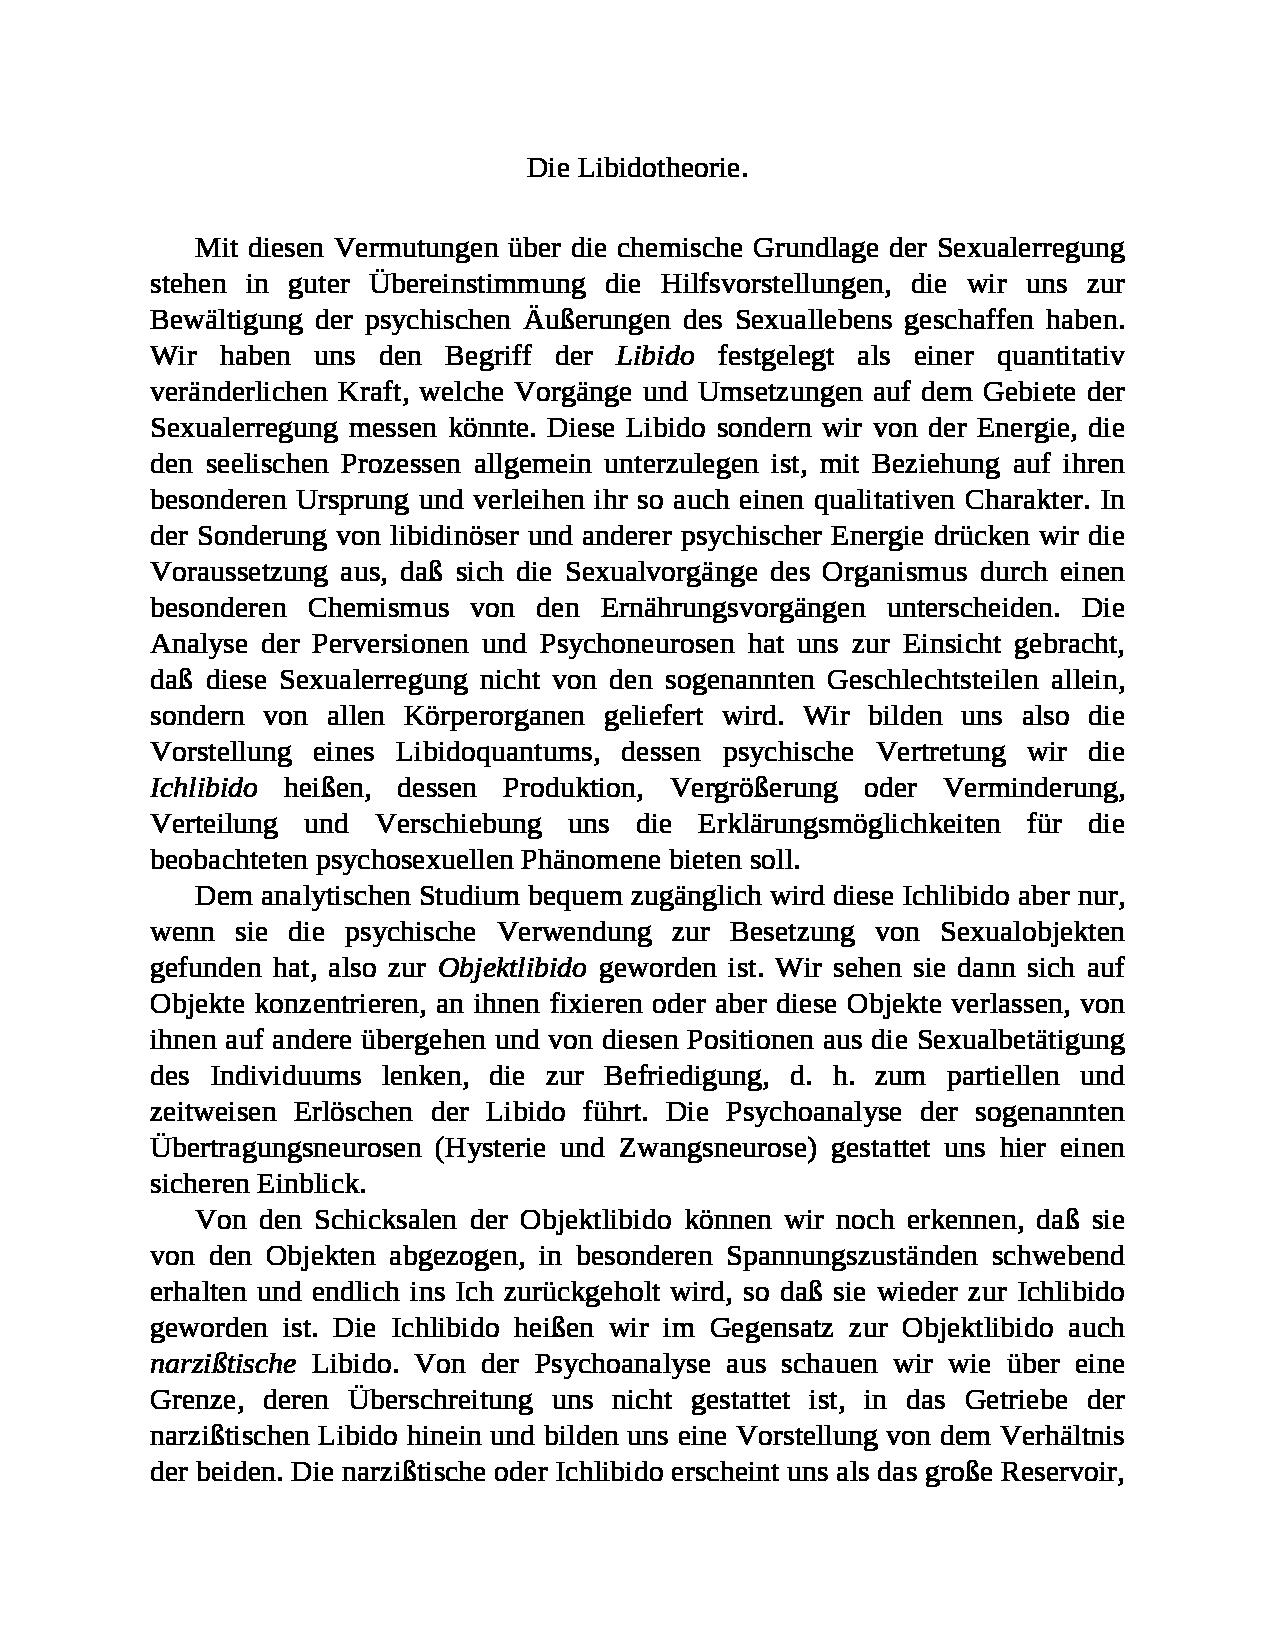 Die Libidotheorie.
Mit diesen Vermutungen über die chemische Grundlage der Sexualerregung
stehen in guter Übereinstimmung die Hilfsvorstellungen, die wir uns zur
Bewältigung der psychischen Äußerungen des Sexuallebens geschaffen haben.
Wir haben uns den Begriff der Libido festgelegt als einer quantitativ
veränderlichen Kraft, welche Vorgänge und Umsetzungen auf dem Gebiete der
Sexualerregung messen könnte. Diese Libido sondern wir von der Energie, die
den seelischen Prozessen allgemein unterzulegen ist, mit Beziehung auf ihren
besonderen Ursprung und verleihen ihr so auch einen qualitativen Charakter. In
der Sonderung von libidinöser und anderer psychischer Energie drücken wir die
Voraussetzung aus, daß sich die Sexualvorgänge des Organismus durch einen
besonderen Chemismus von den Ernährungsvorgängen unterscheiden. Die
Analyse der Perversionen und Psychoneurosen hat uns zur Einsicht gebracht,
daß diese Sexualerregung nicht von den sogenannten Geschlechtsteilen allein,
sondern von allen Körperorganen geliefert wird. Wir bilden uns also die
Vorstellung eines Libidoquantums, dessen psychische Vertretung wir die
Ichlibido heißen, dessen Produktion, Vergrößerung oder Verminderung,
Verteilung und Verschiebung uns die Erklärungsmöglichkeiten für die
beobachteten psychosexuellen Phänomene bieten soll.
Dem analytischen Studium bequem zugänglich wird diese Ichlibido aber nur,
wenn sie die psychische Verwendung zur Besetzung von Sexualobjekten
gefunden hat, also zur Objektlibido geworden ist. Wir sehen sie dann sich auf
Objekte konzentrieren, an ihnen fixieren oder aber diese Objekte verlassen, von
ihnen auf andere übergehen und von diesen Positionen aus die Sexualbetätigung
des Individuums lenken, die zur Befriedigung, d. h. zum partiellen und
zeitweisen Erlöschen der Libido führt. Die Psychoanalyse der sogenannten
Übertragungsneurosen (Hysterie und Zwangsneurose) gestattet uns hier einen
sicheren Einblick.
Von den Schicksalen der Objektlibido können wir noch erkennen, daß sie
von den Objekten abgezogen, in besonderen Spannungszuständen schwebend
erhalten und endlich ins Ich zurückgeholt wird, so daß sie wieder zur Ichlibido
geworden ist. Die Ichlibido heißen wir im Gegensatz zur Objektlibido auch
narzißtische Libido. Von der Psychoanalyse aus schauen wir wie über eine
Grenze, deren Überschreitung uns nicht gestattet ist, in das Getriebe der
narzißtischen Libido hinein und bilden uns eine Vorstellung von dem Verhältnis
der beiden. Die narzißtische oder Ichlibido erscheint uns als das große Reservoir,